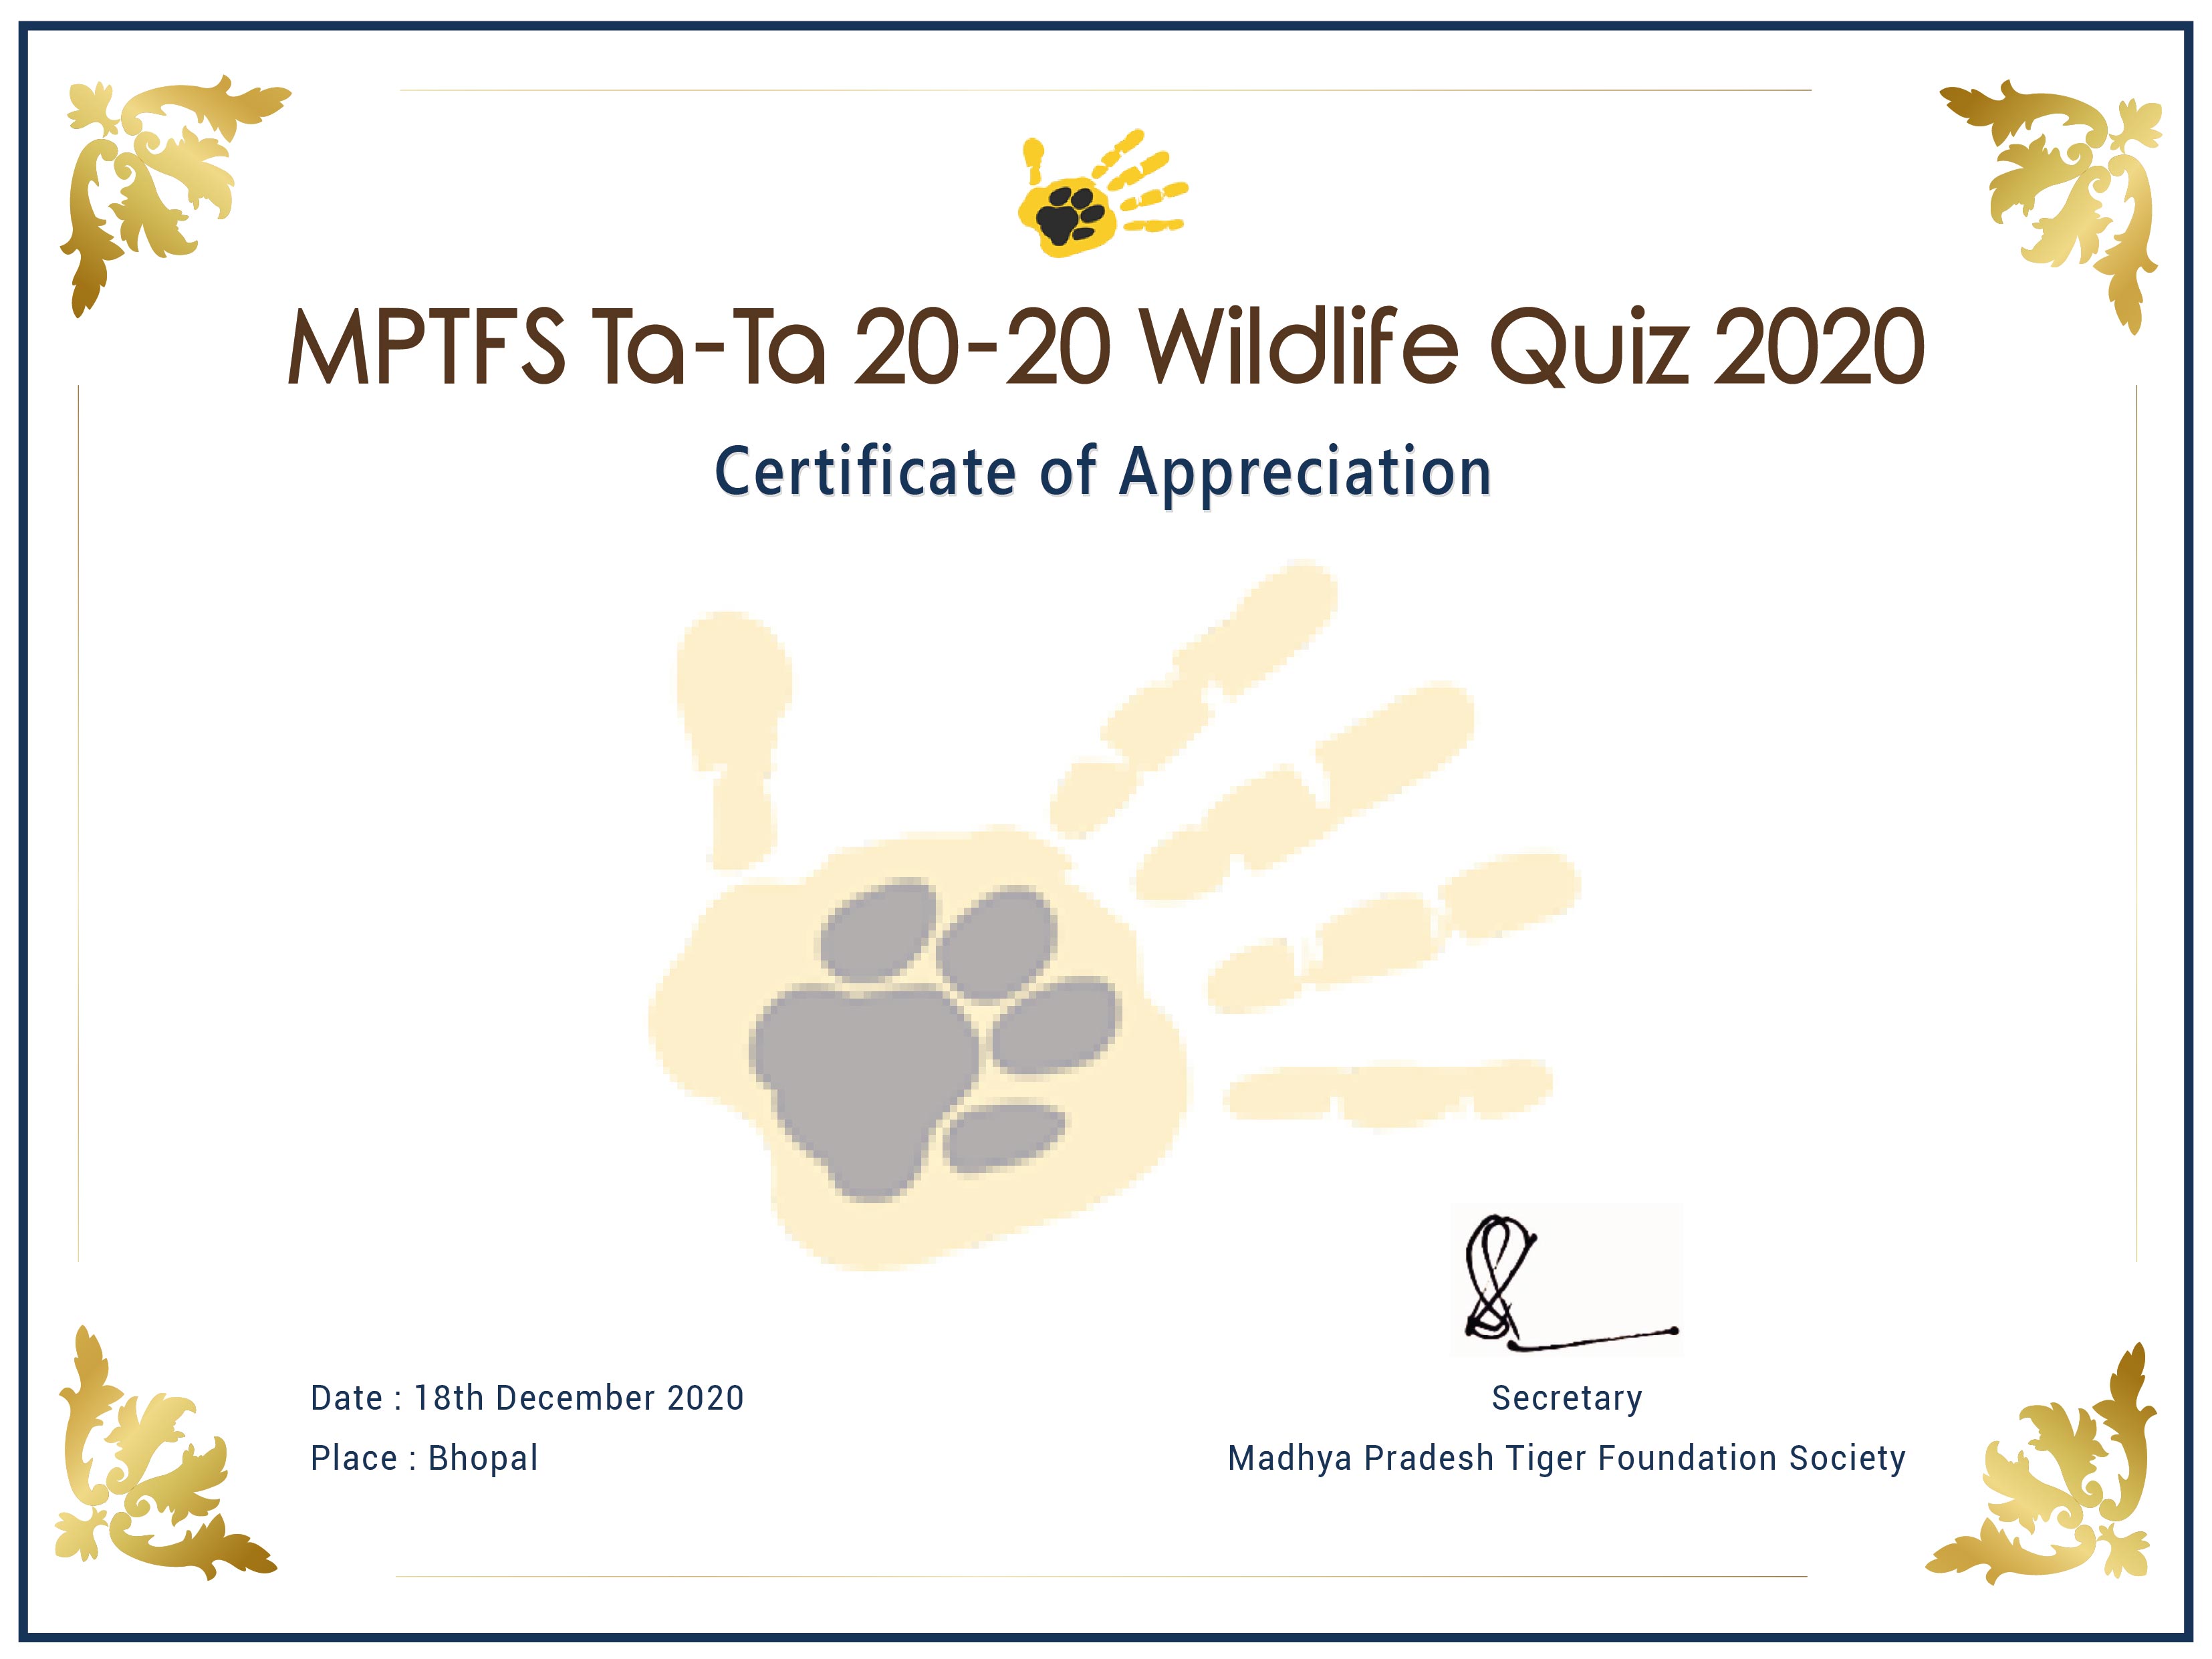 MPTFS Ta-Ta 20-20 Wildlife Quiz 2020
Certificate of Appreciation
Date : 18th December 2020
Place : Bhopal
Secretary
Madhya Pradesh Tiger Foundation Society